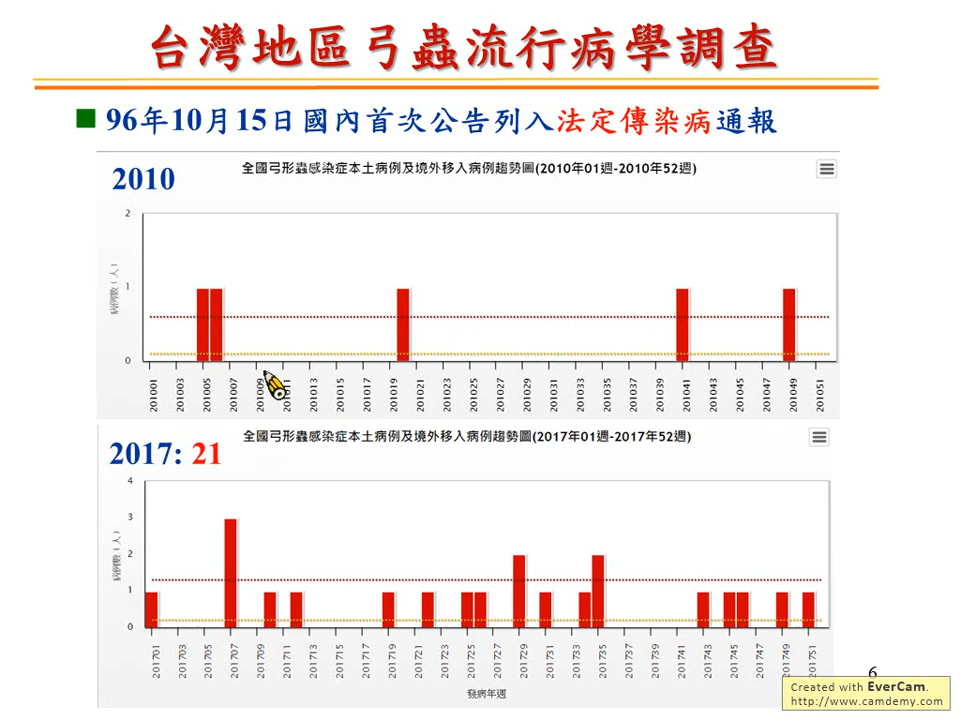 台灣地區弓蟲流行病學調查
96年10月15日國內首次公告列入法定傳染病通報
2010
全國弓形蟲感染症本土病例及境外移入病例趨勢圖(2010年01週-2010年52週)
病例數(人)
2
1
0
201001 201003 201005 201007 201009 201011 201013 201015 201017 201019 201021 201023 201025 201027 201029 201031 201033 201035 201037 201039 201041 201043 201045 201047 201049 201051
2017: 21
全國弓形蟲感染症本土病例及境外移入病例趨勢圖(2017年01週-2017年52週)
病例數(人)
4
3
2
1
0
201701 201703 201705 201707 201709 201711 201713 201715 201717 201719 201721 201723 201725 201727 201729 201731 201733 201735 201737 201739 201741 201743 201745 201747 201749 201751
發病年週
6
Created with EverCam.
http://www.camdemy.com